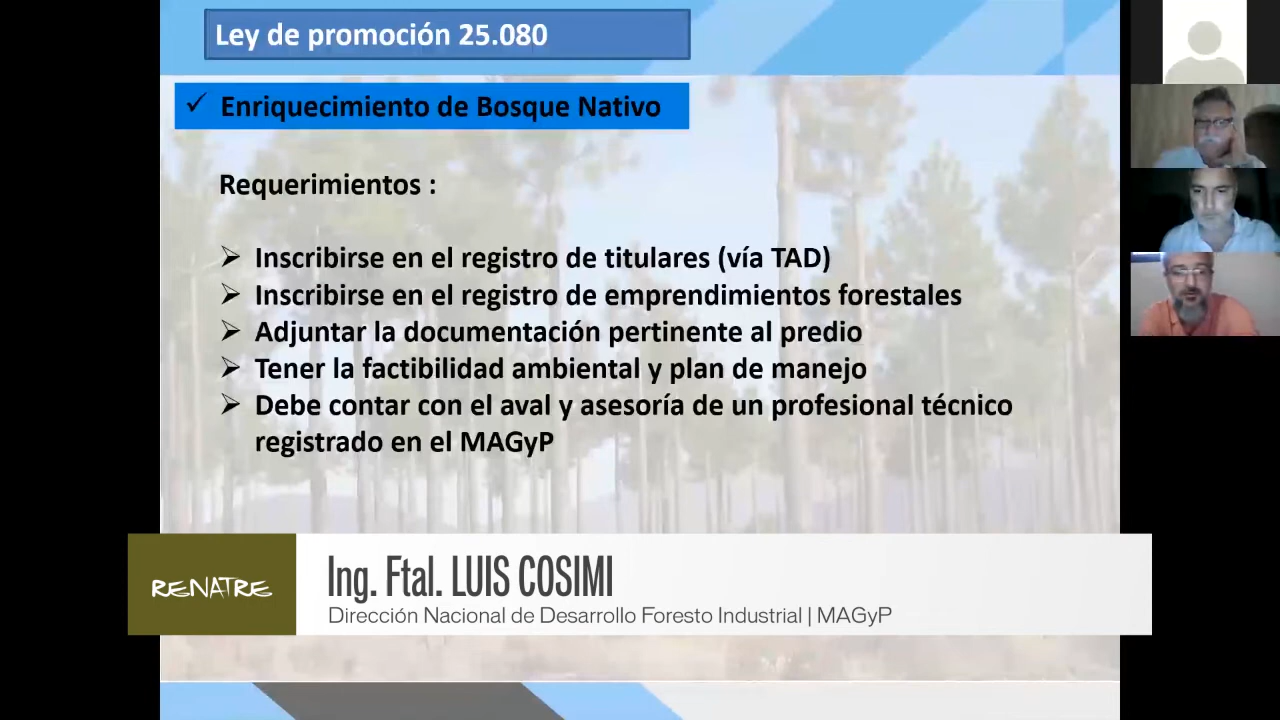 Ley de promoción 25.080
✓ Enriquecimiento de Bosque Nativo
Requerimientos :
➢ Inscribirse en el registro de titulares (vía TAD)
➢ Inscribirse en el registro de emprendimientos forestales
➢ Adjuntar la documentación pertinente al predio
➢ Tener la factibilidad ambiental y plan de manejo
➢ Debe contar con el aval y asesoría de un profesional técnico
registrado en el MAGyP
RENATRE
Ing. Ftal. LUIS COSIMI
Dirección Nacional de Desarrollo Foresto Industrial | MAGyP